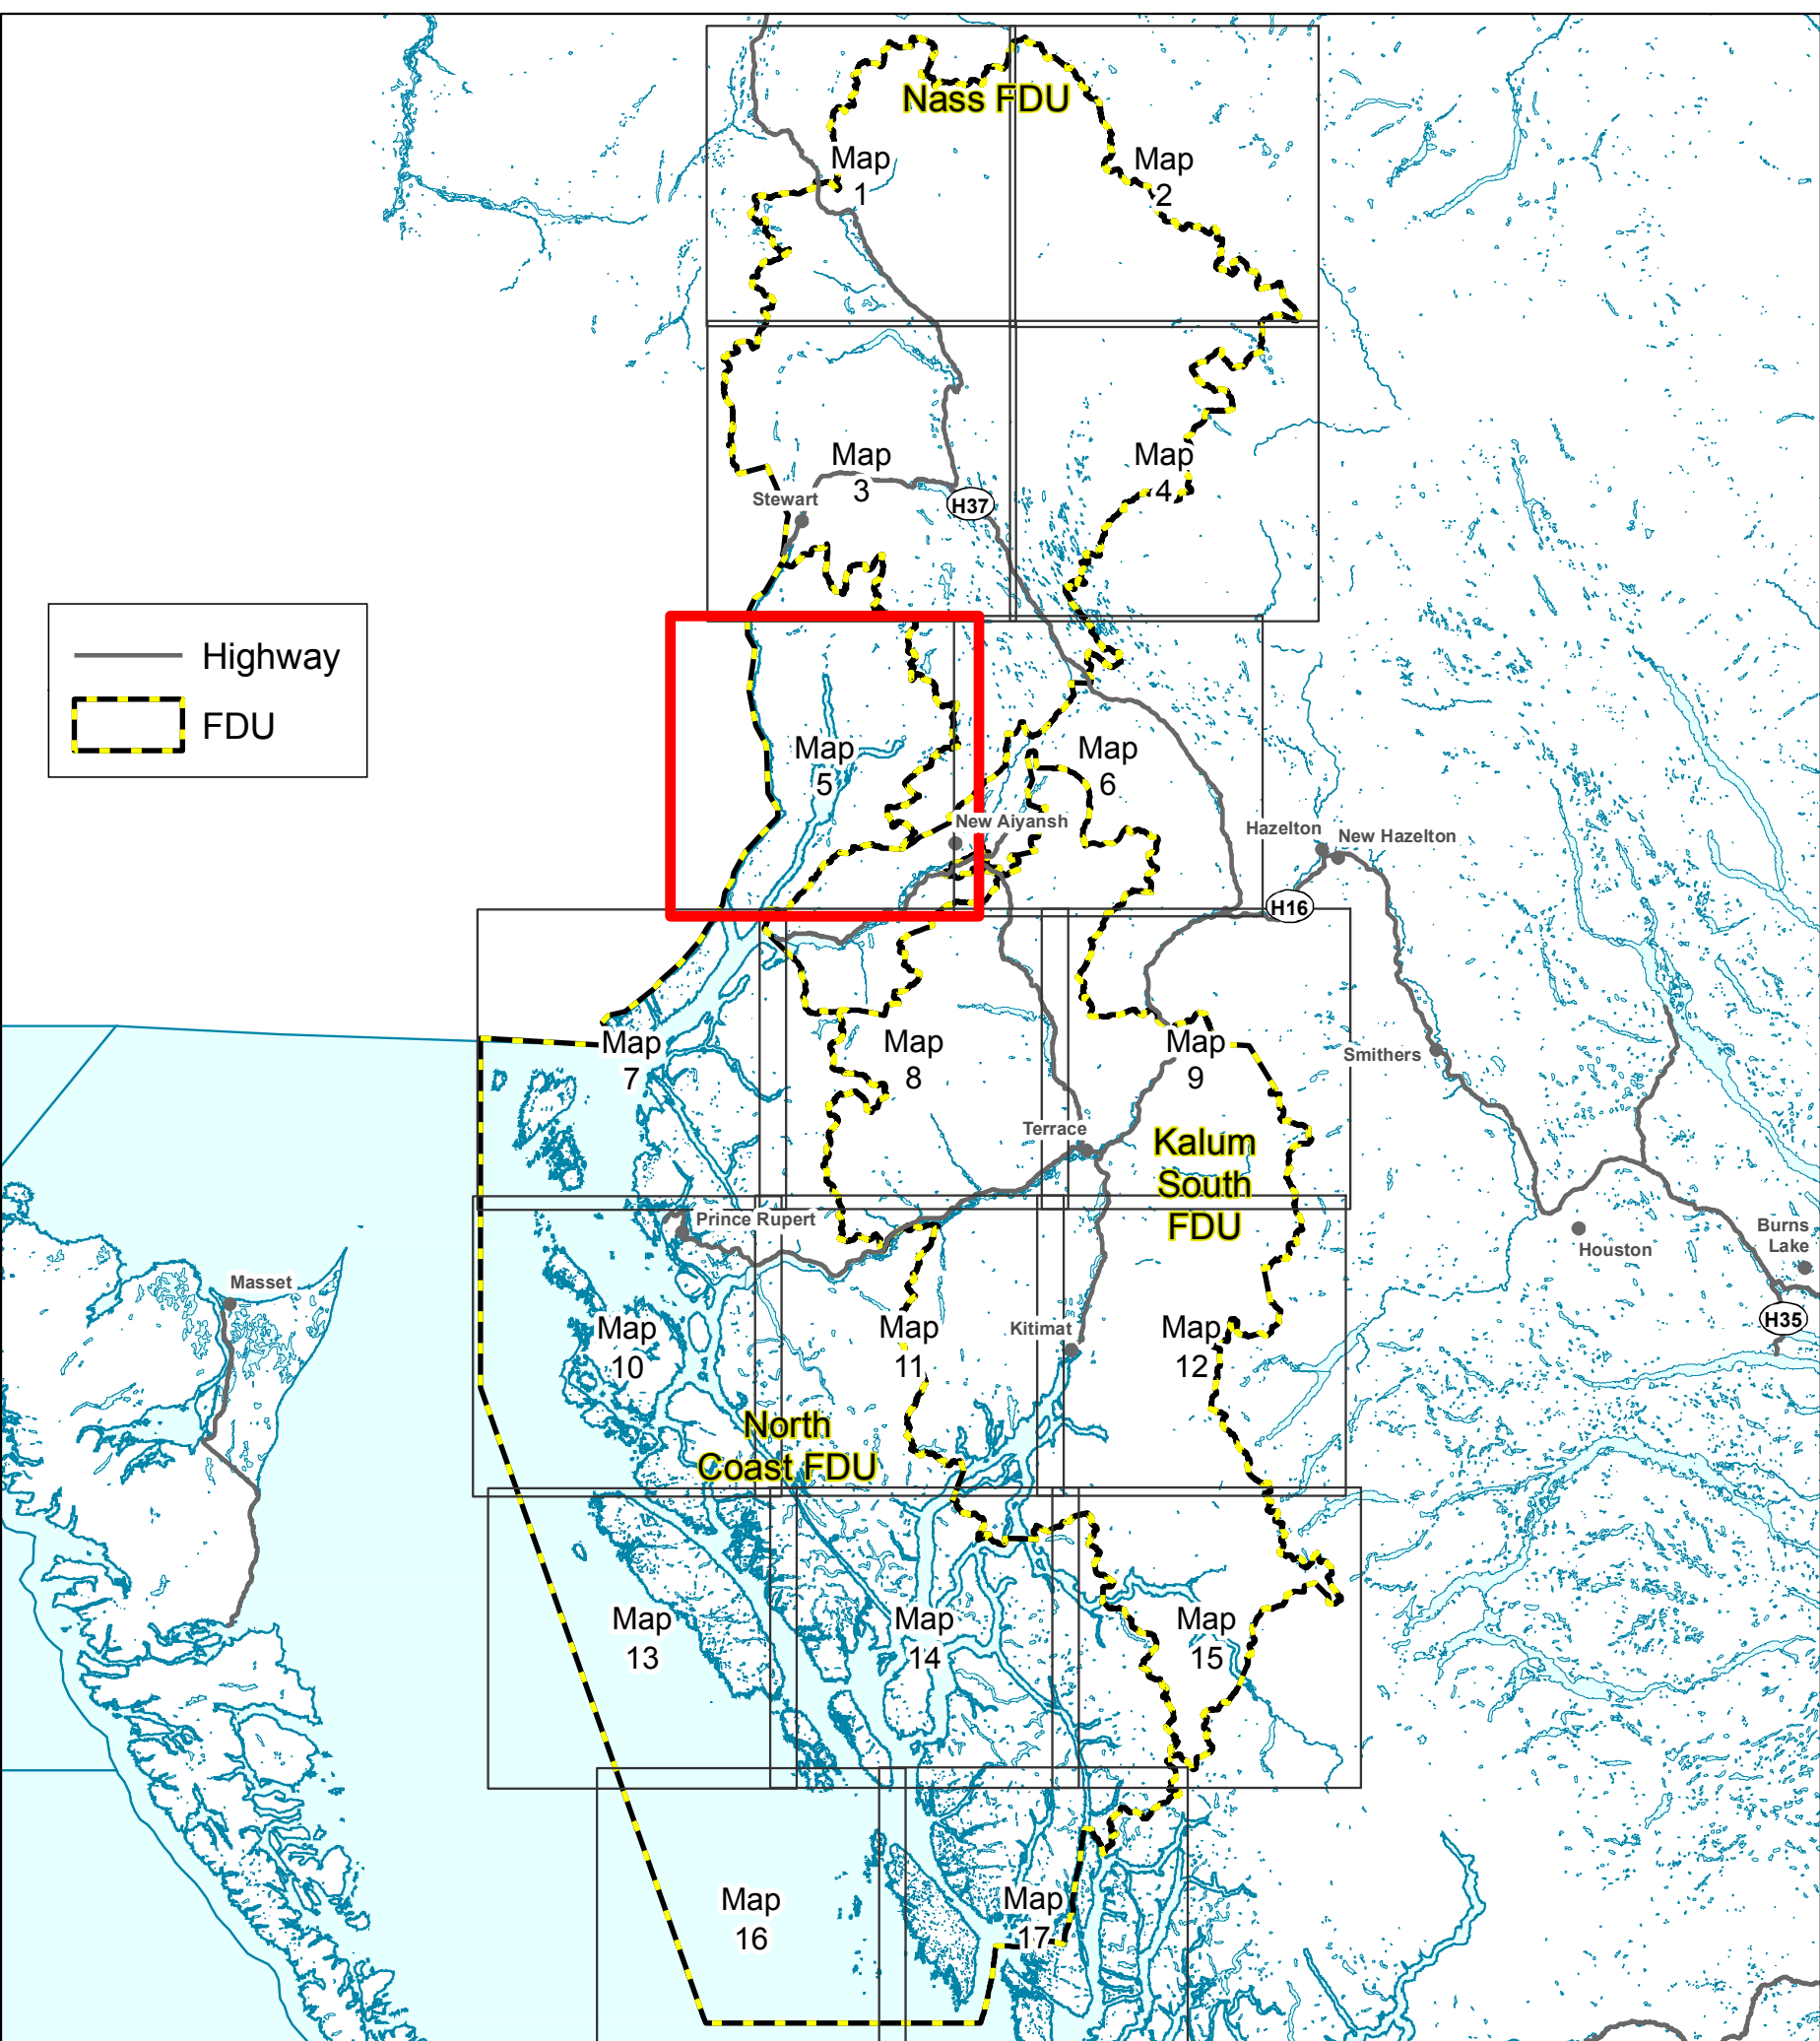 Nass FDU
Map
1
Map
2
Map
3
Map
4
Stewart
H37
Highway
FDU
Map
5
Map
6
New Aiyansh
Hazelton
New Hazelton
H16
Map
7
Map
8
Map
9
Smithers
Terrace
Kalum
South
FDU
Prince Rupert
Houston
Burns
Lake
Masset
H35
Map
10
Map
11
Kitimat
Map
12
North
Coast FDU
Map
13
Map
14
Map
15
Map
16
Map
17